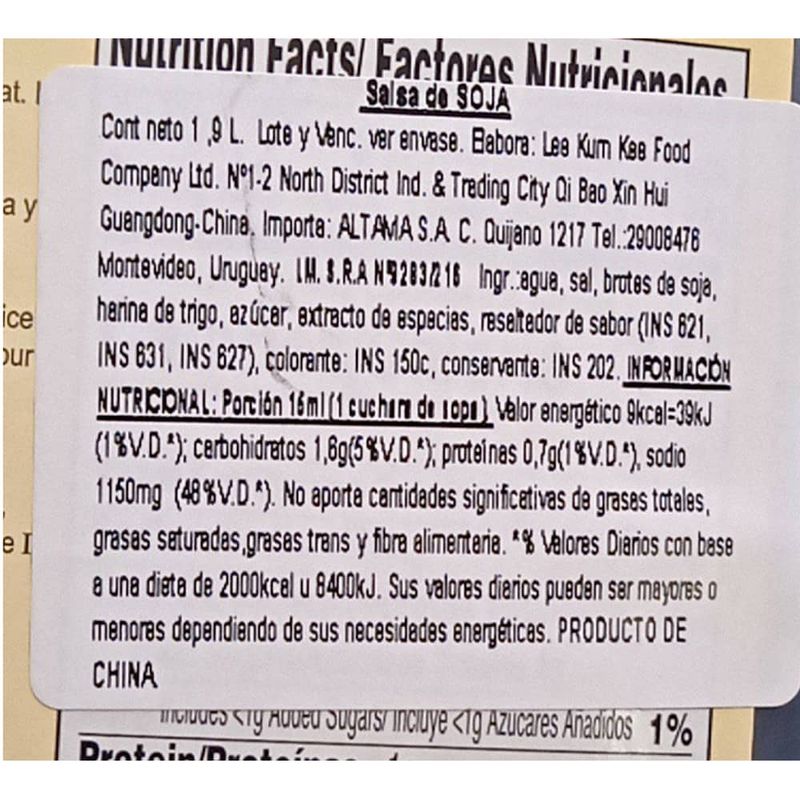 Nutrition Facts/ Factores Nutricionales
at.
Salsa de SOJA
Cont neto 1 ,9 L. Lote y Venc. ver envase. Elabora: Lee Kum Kee Food
Company Ltd. Nº1-2 North District Ind. & Trading City Qi Bao Xin Hui
a y
Guangdong-China. Importa: ALTAMA S.A C. Quijano 1217 Tel.:29008476
Montevideo, Uruguay. I.M. S.R.A Nº9283/216 Ingr.:agua, sal, brotes de soja,
ice
harina de trigo, azúcar, extracto de especias, resaltador de sabor (INS 621,
our
INS 631, INS 627), colorante: INS 150c, conservante: INS 202. INFORMACIÓN
NUTRICIONAL: Porción 15ml (1 cuchara de sopa) Valor energético 9kcal=39kJ
(1%V.D.*); carbohidratos 1,6g(5%V.D.*); proteínas 0,7g(1%V.D.*), sodio
1150mg (48%V.D.*). No aporta cantidades significativas de grasas totales,
e I
grasas saturadas,grasas trans y fibra alimentaria. *% Valores Diarios con base
a una dieta de 2000kcal u 8400kJ. Sus valores diarios pueden ser mayores o
menores dependiendo de sus necesidades energéticas. PRODUCTO DE
CHINA
Includes <1g Added Sugars/ Incluye <1g Azúcares Añadidos 1%
Protein/Proteínas